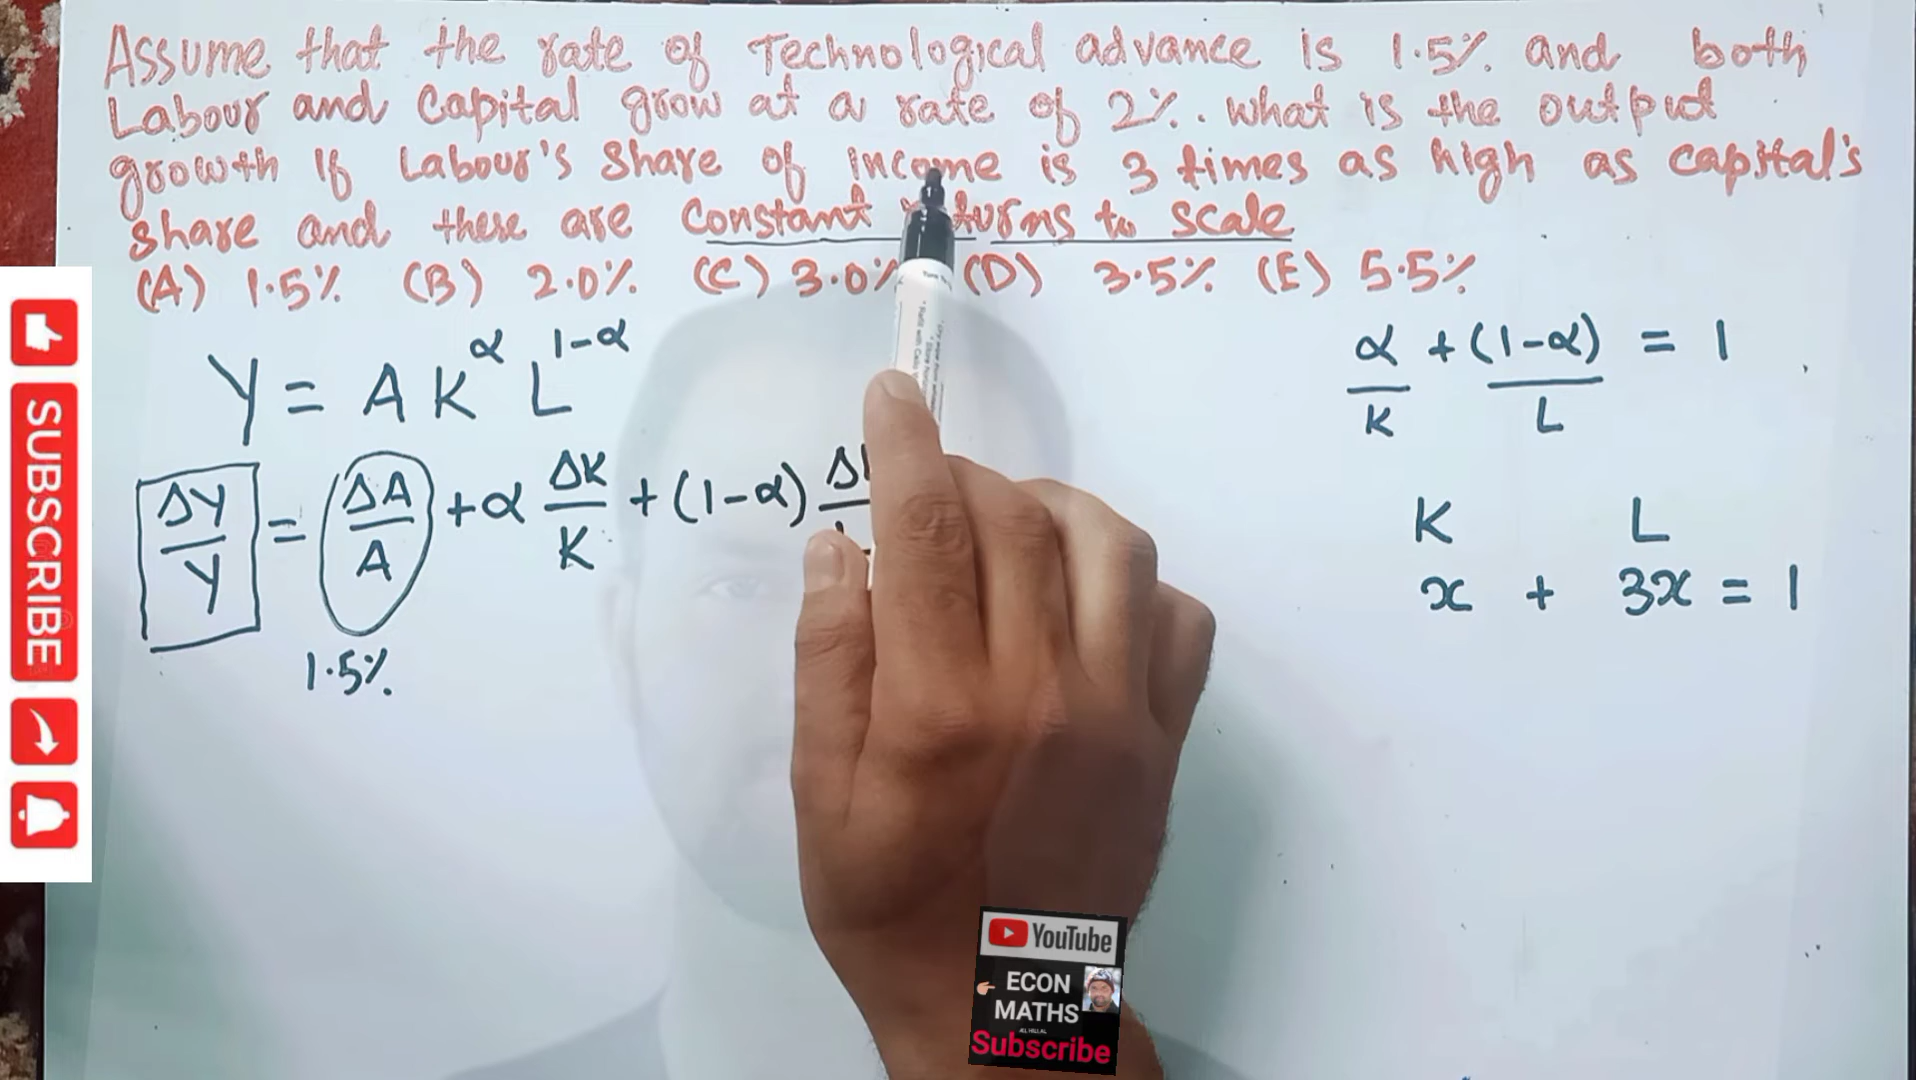 Assume that the rate of Technological advance is 1.5%. and both
Labour and Capital grow at a rate of 2%. what is the output
growth If Labour's share of income is 3 times as high as capital's
share and there are Constant turns to scale
(A) 1.5% (B) 2.0% (C) 3.0% (D) 3.5% (E) 5.5%
Y = A K^α L^1-α
α + (1-α) = 1
K L
ΔY/Y = ΔA/A + α ΔK/K + (1-α)
1.5%
K L
x + 3x = 1
SUBSCRIBE
YouTube
ECON
MATHS
Subscribe